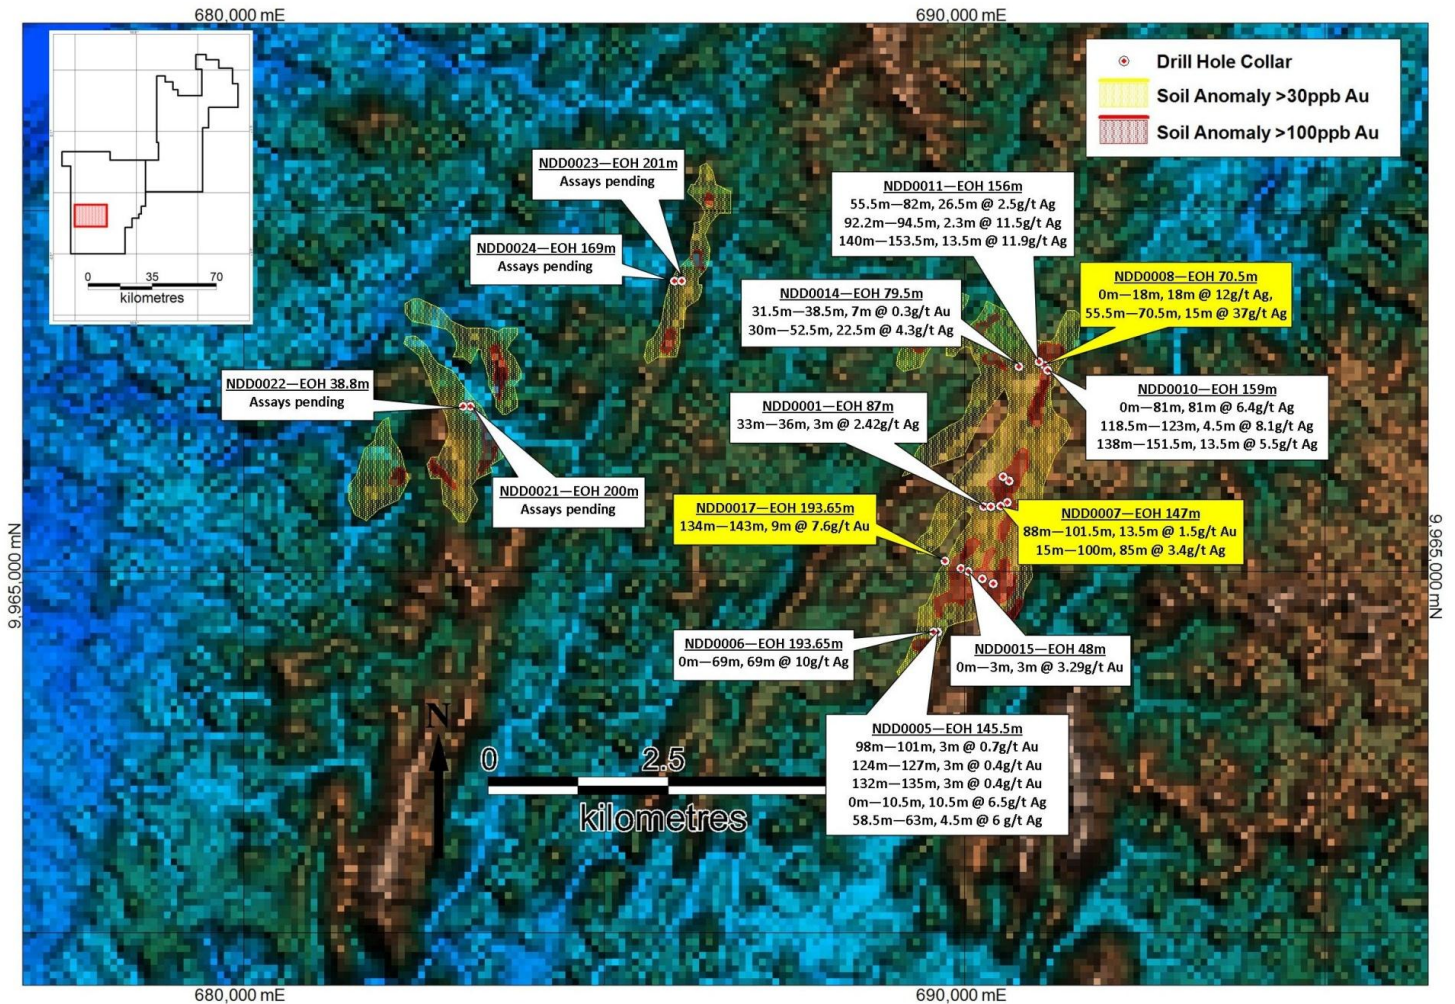 680,000 mE
690,000 mE
0 35 70
kilometres
Drill Hole Collar
Soil Anomaly >30ppb Au
Soil Anomaly >100ppb Au
NDD0023—EOH 201m
Assays pending
NDD0024—EOH 169m
Assays pending
NDD0011—EOH 156m
55.5m—82m, 26.5m @ 2.5g/t Ag
92.2m—94.5m, 2.3m @ 11.5g/t Ag
140m—153.5m, 13.5m @ 11.9g/t Ag
NDD0008—EOH 70.5m
0m—18m, 18m @ 12g/t Ag,
55.5m—70.5m, 15m @ 37g/t Ag
NDD0014—EOH 79.5m
31.5m—38.5m, 7m @ 0.3g/t Au
30m—52.5m, 22.5m @ 4.3g/t Ag
NDD0022—EOH 38.8m
Assays pending
NDD0010—EOH 159m
0m—81m, 81m @ 6.4g/t Ag
118.5m—123m, 4.5m @ 8.1g/t Ag
138m—151.5m, 13.5m @ 5.5g/t Ag
NDD0001—EOH 87m
33m—36m, 3m @ 2.42g/t Ag
NDD0021—EOH 200m
Assays pending
NDD0017—EOH 193.65m
134m—143m, 9m @ 7.6g/t Au
NDD0007—EOH 147m
88m—101.5m, 13.5m @ 1.5g/t Au
15m—100m, 85m @ 3.4g/t Ag
9,965,000 mN
9,965,000 mN
NDD0006—EOH 193.65m
0m—69m, 69m @ 10g/t Ag
NDD0015—EOH 48m
0m—3m, 3m @ 3.29g/t Au
NDD0005—EOH 145.5m
98m—101m, 3m @ 0.7g/t Au
124m—127m, 3m @ 0.4g/t Au
132m—135m, 3m @ 0.4g/t Au
0m—10.5m, 10.5m @ 6.5g/t Ag
58.5m—63m, 4.5m @ 6 g/t Ag
N
0 2.5
kilometres
680,000 mE
690,000 mE